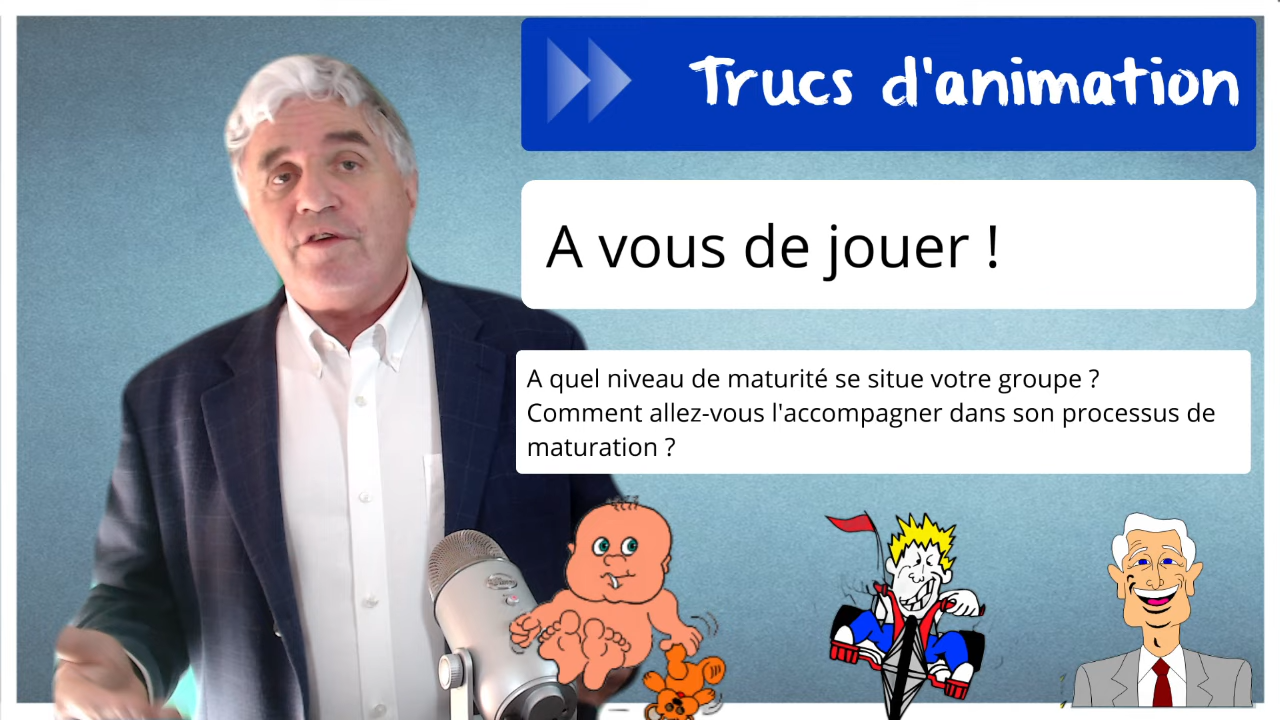 Trucs d'animation
A vous de jouer !
A quel niveau de maturité se situe votre groupe ?
Comment allez-vous l'accompagner dans son processus de
maturation ?